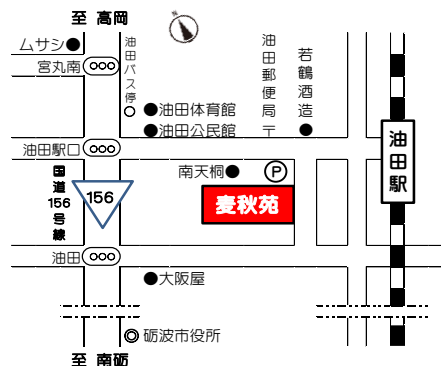 至 高岡
N
ムサシ
宮丸南
油田バス停
油田郵便局
若鶴酒造
油田体育館
油田公民館
〒
油田駅口
油田駅
南天桐
P
国道156号線
156
麦秋苑
油田
大阪屋
砺波市役所
至 南砺